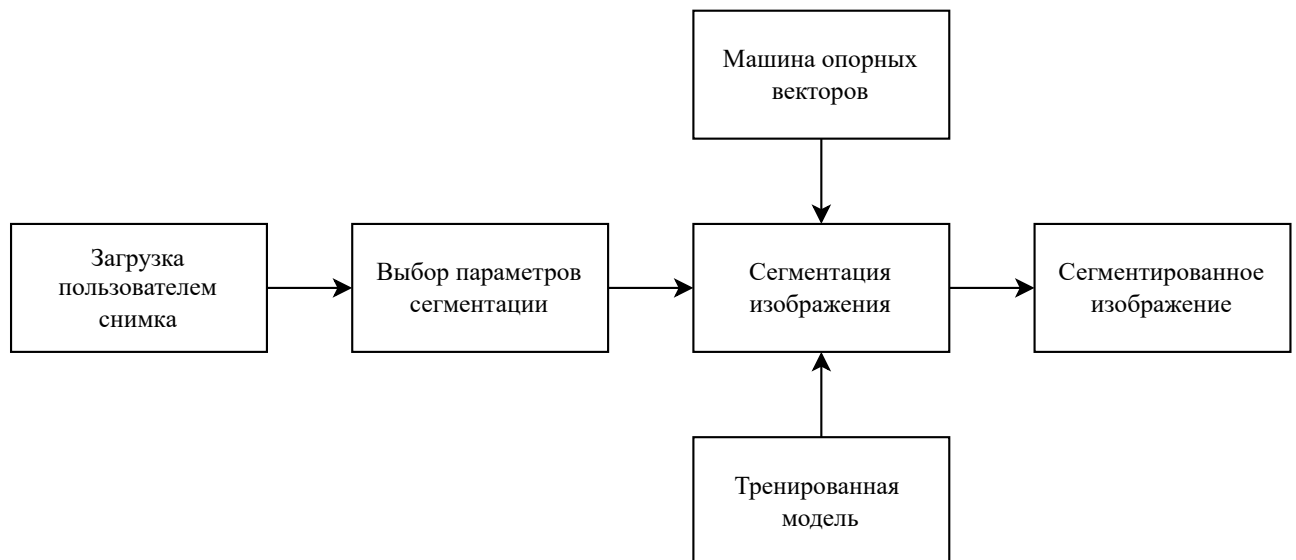 Машина опорных
векторов
Загрузка
пользователем
снимка
Выбор параметров
сегментации
Сегментация
изображения
Сегментированное
изображение
Тренированная
модель